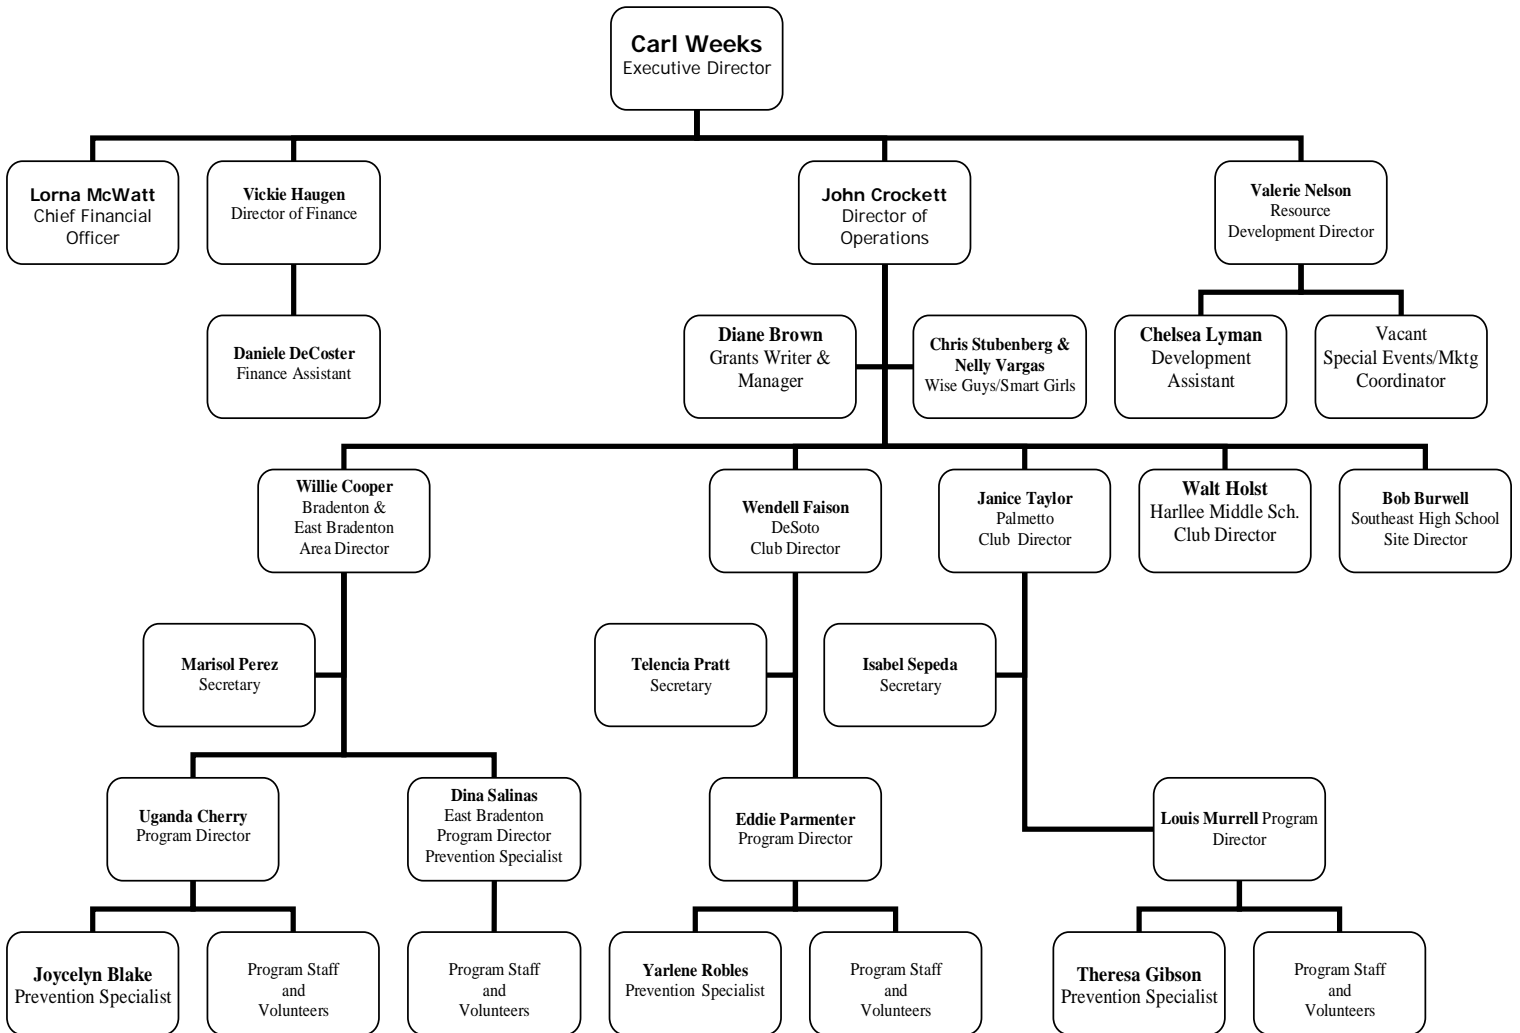 Carl Weeks
Executive Director
Lorna McWatt
Chief Financial
Officer
Vickie Haugen
Director of Finance
John Crockett
Director of
Operations
Valerie Nelson
Resource
Development Director
Daniele DeCoster
Finance Assistant
Diane Brown
Grants Writer &
Manager
Chris Stubenberg &
Nelly Vargas
Wise Guys/Smart Girls
Chelsea Lyman
Development
Assistant
Vacant
Special Events/Mktg
Coordinator
Willie Cooper
Bradenton &
East Bradenton
Area Director
Wendell Faison
DeSoto
Club Director
Janice Taylor
Palmetto
Club Director
Walt Holst
Harllee Middle Sch.
Club Director
Bob Burwell
Southeast High School
Site Director
Marisol Perez
Secretary
Telencia Pratt
Secretary
Isabel Sepeda
Secretary
Uganda Cherry
Program Director
Dina Salinas
East Bradenton
Program Director
Prevention Specialist
Eddie Parmenter
Program Director
Louis Murrell Program
Director
Joycelyn Blake
Prevention Specialist
Program Staff
and
Volunteers
Program Staff
and
Volunteers
Yarlene Robles
Prevention Specialist
Program Staff
and
Volunteers
Theresa Gibson
Prevention Specialist
Program Staff
and
Volunteers